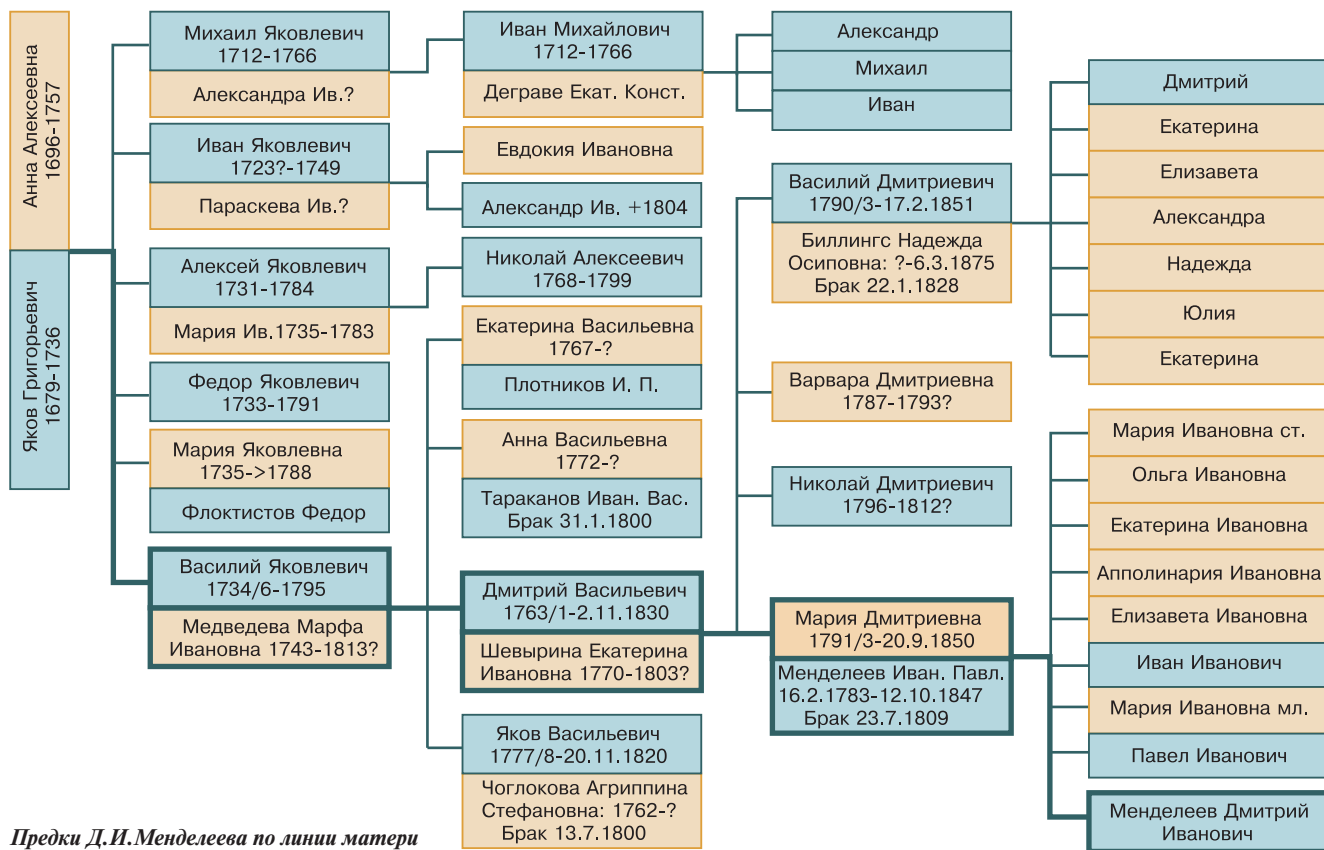 Анна Алексеевна
1696-1757
Яков Григорьевич
1679-1736
Михаил Яковлевич
1712-1766
Александра Ив.?
Иван Яковлевич
1723?-1749
Параскева Ив.?
Алексей Яковлевич
1731-1784
Мария Ив.1735-1783
Федор Яковлевич
1733-1791
Мария Яковлевна
1735->1788
Флоктистов Федор
Василий Яковлевич
1734/6-1795
Медведева Марфа
Ивановна 1743-1813?
Иван Михайлович
1712-1766
Деграве Екат. Конст.
Евдокия Ивановна
Александр Ив. +1804
Николай Алексеевич
1768-1799
Екатерина Васильевна
1767-?
Плотников И. П.
Анна Васильевна
1772-?
Тараканов Иван. Вас.
Брак 31.1.1800
Дмитрий Васильевич
1763/1-2.11.1830
Шевырина Екатерина
Ивановна 1770-1803?
Яков Васильевич
1777/8-20.11.1820
Чоглокова Агриппина
Стефановна: 1762-?
Брак 13.7.1800
Александр
Михаил
Иван
Василий Дмитриевич
1790/3-17.2.1851
Биллингс Надежда
Осиповна: ?-6.3.1875
Брак 22.1.1828
Варвара Дмитриевна
1787-1793?
Николай Дмитриевич
1796-1812?
Мария Дмитриевна
1791/3-20.9.1850
Менделеев Иван. Павл.
16.2.1783-12.10.1847
Брак 23.7.1809
Дмитрий
Екатерина
Елизавета
Александра
Надежда
Юлия
Екатерина
Мария Ивановна ст.
Ольга Ивановна
Екатерина Ивановна
Апполинария Ивановна
Елизавета Ивановна
Иван Иванович
Мария Ивановна мл.
Павел Иванович
Менделеев Дмитрий
Иванович
Предки Д.И.Менделеева по линии матери